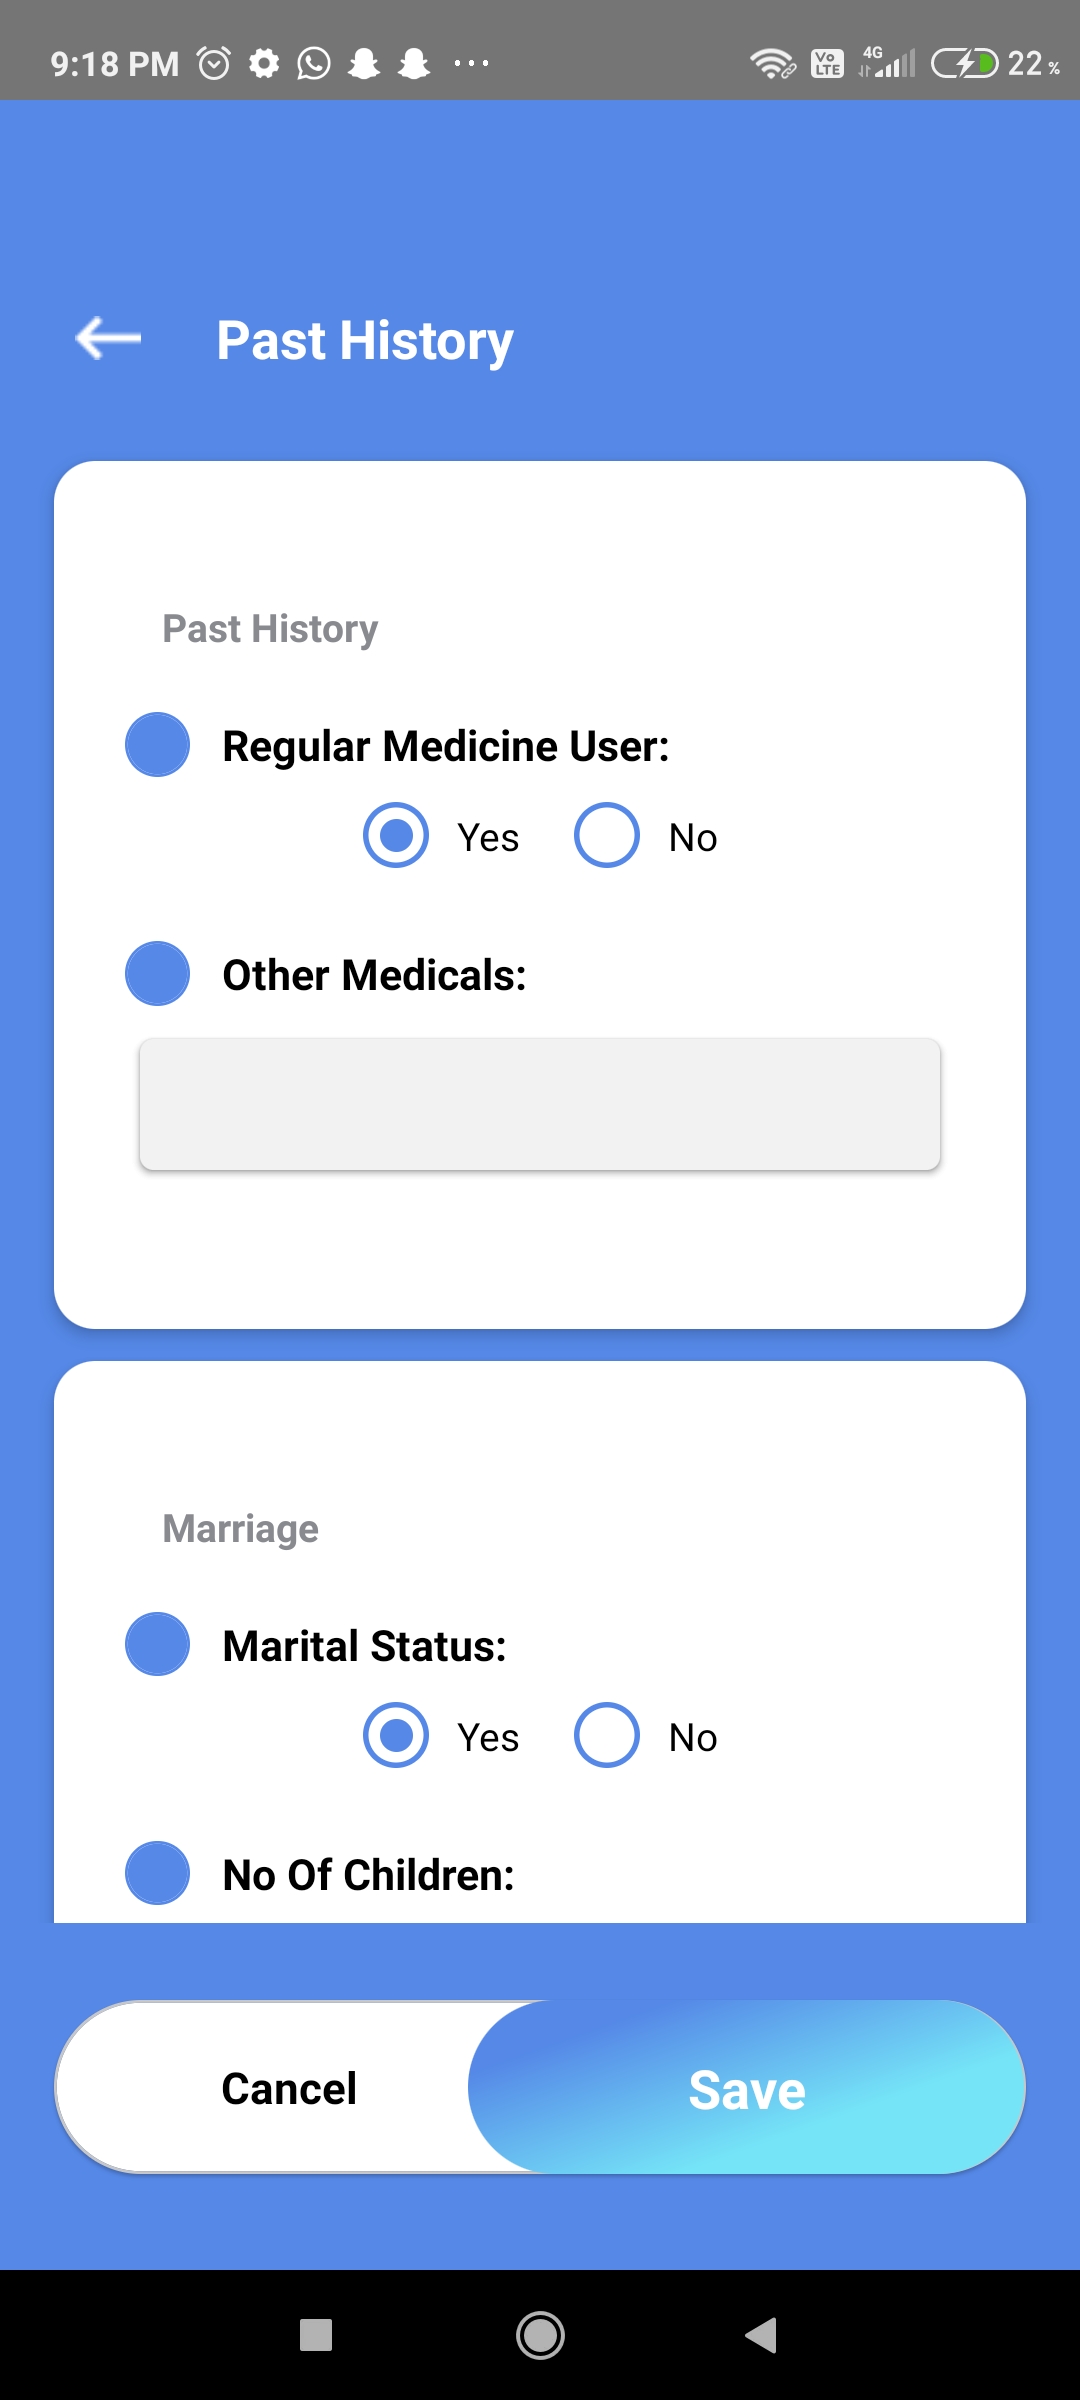 9:18 PM ... Vo LTE 4G 22 %
Past History
Past History
Regular Medicine User:
Yes No
Other Medicals:
Marriage
Marital Status:
Yes No
No Of Children:
Cancel Save